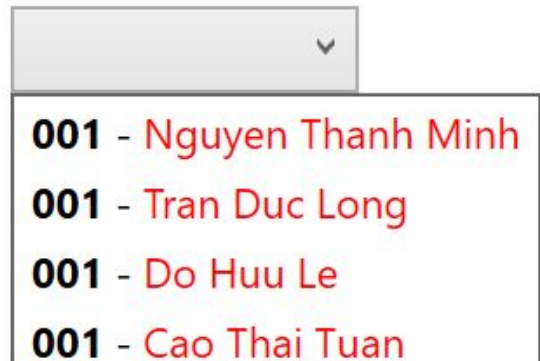 001 - Nguyen Thanh Minh
001 - Tran Duc Long
001 - Do Huu Le
001 - Cao Thai Tuan